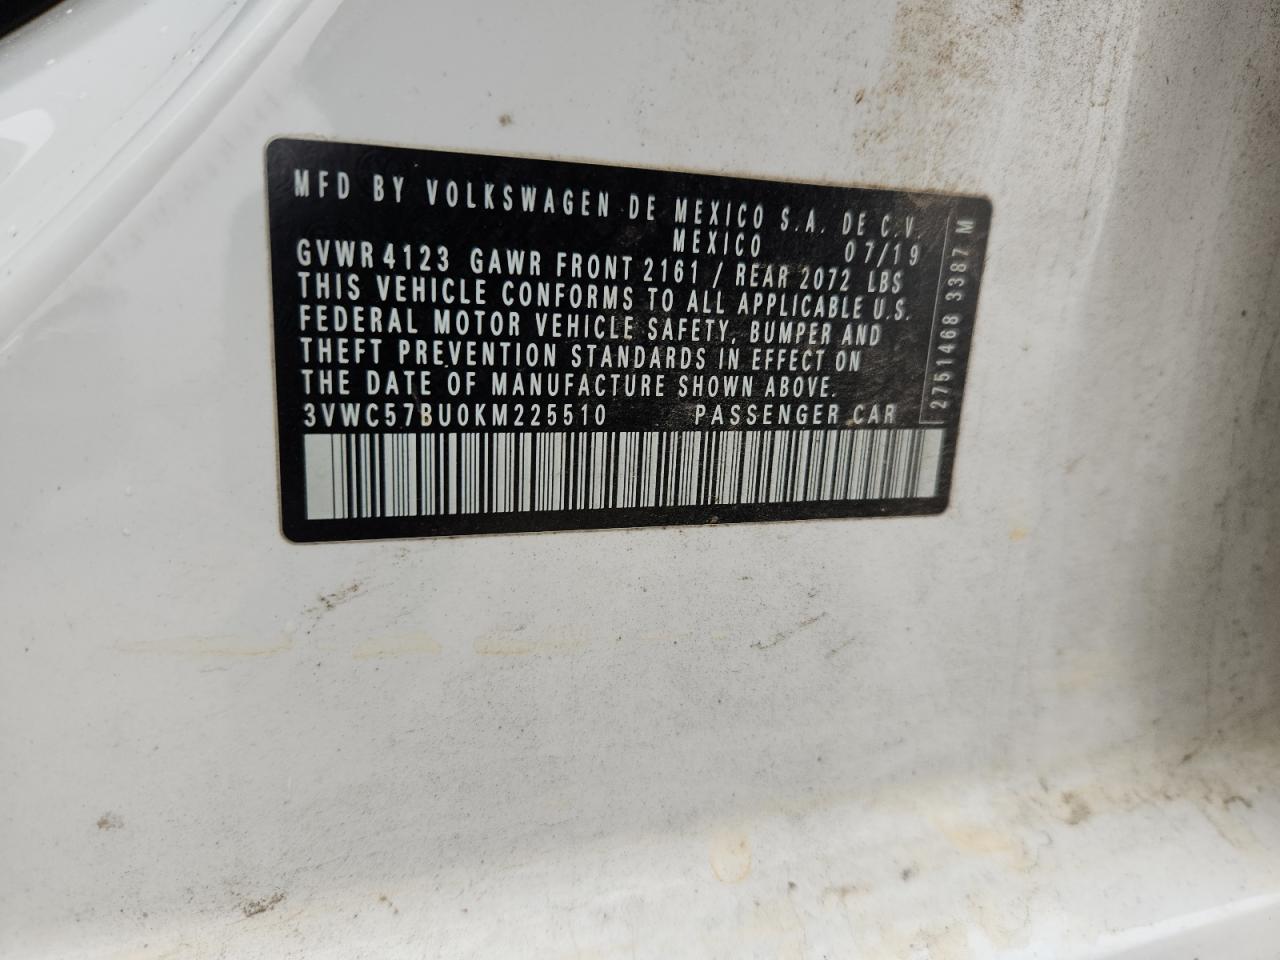 MFD BY VOLKSWAGEN DE MEXICO S.A. DE C.V.
MEXICO 07/19
GVWR 4123 GAWR FRONT 2161 / REAR 2072 LBS
THIS VEHICLE CONFORMS TO ALL APPLICABLE U.S.
FEDERAL MOTOR VEHICLE SAFETY, BUMPER AND
THEFT PREVENTION STANDARDS IN EFFECT ON
THE DATE OF MANUFACTURE SHOWN ABOVE.
3VWC57BU0KM225510 PASSENGER CAR
2751468 3387 M